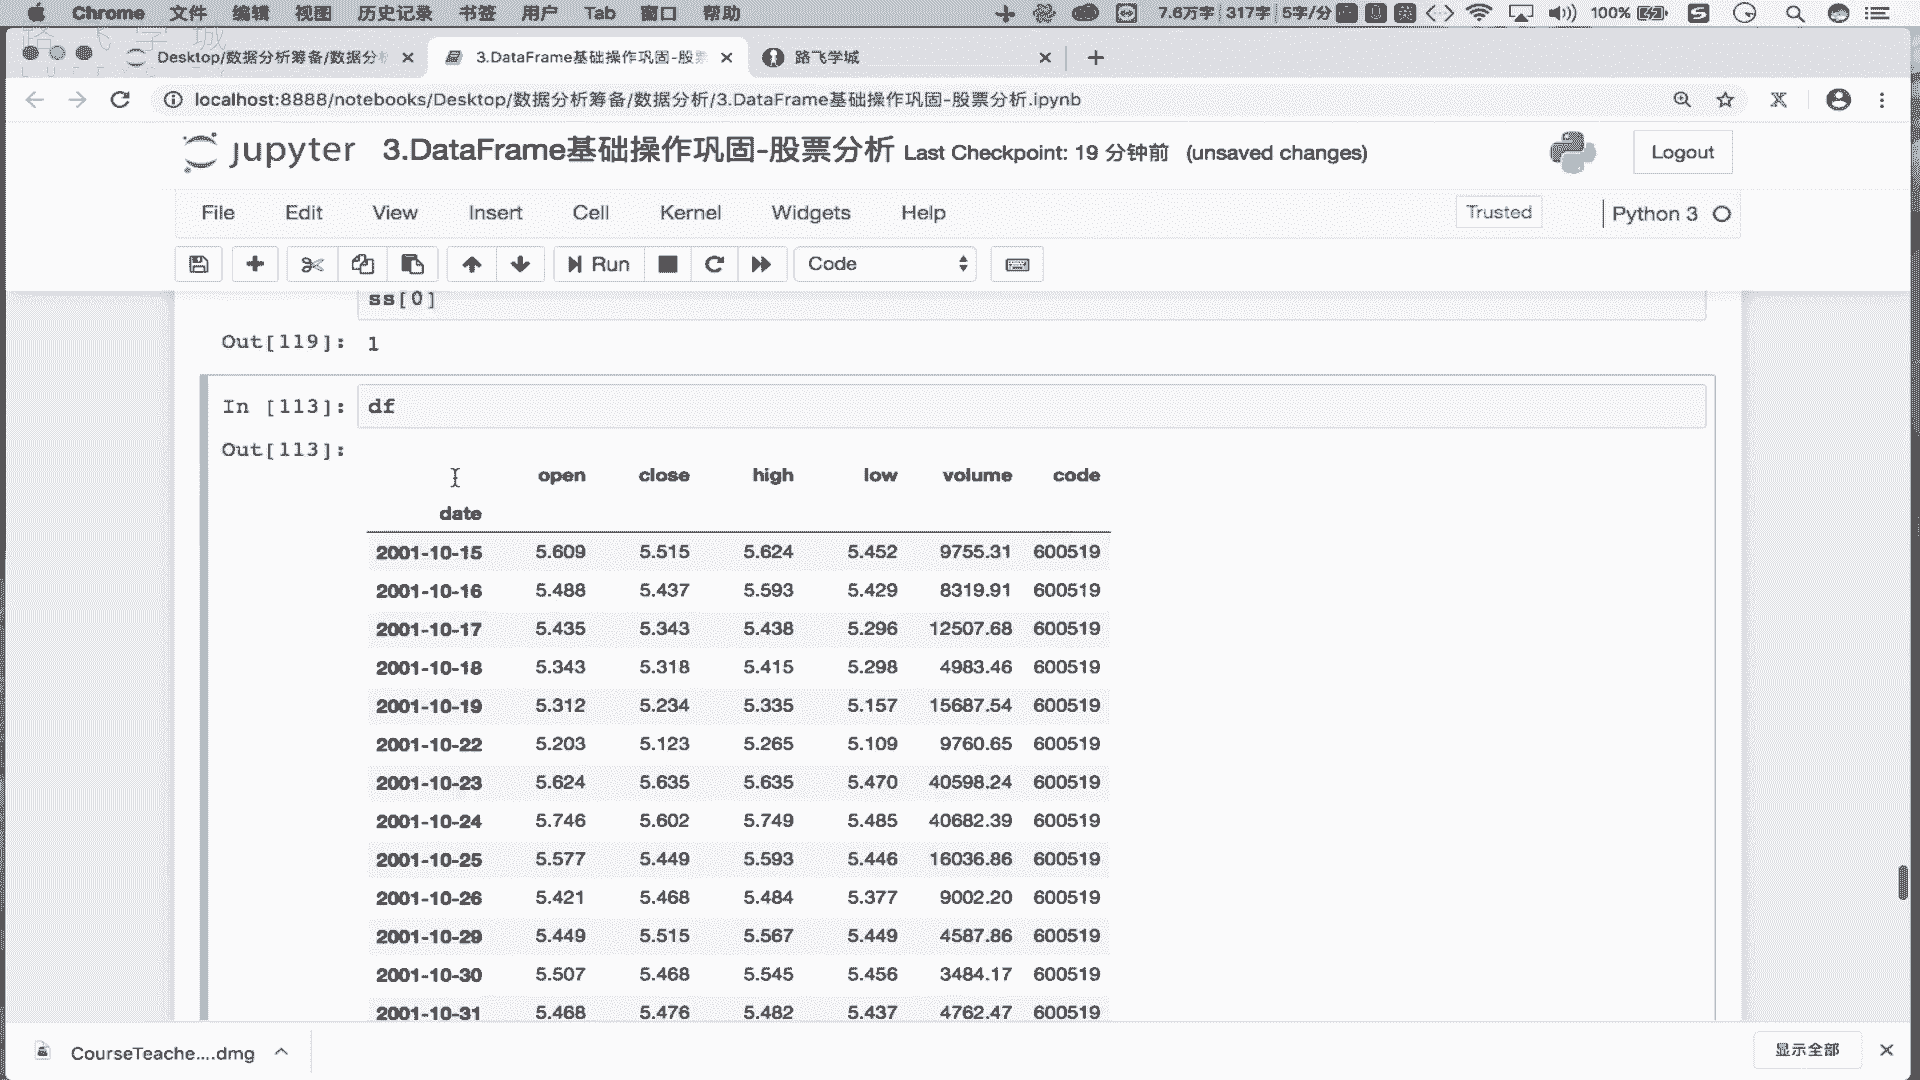 Chrome 文件 编辑 视图 历史记录 书签 用户 Tab 窗口 帮助 7.6万字 317字 5字/分 100%
路飞学城
Desktop/数据分析筹备/数据分析 3.DataFrame基础操作巩固-股票 路飞学城
localhost:8888/notebooks/Desktop/数据分析筹备/数据分析/3.DataFrame基础操作巩固-股票分析.ipynb
jupyter 3.DataFrame基础操作巩固-股票分析 Last Checkpoint: 19 分钟前 (unsaved changes) Logout
File Edit View Insert Cell Kernel Widgets Help Trusted Python 3
Run Code
ss[0]
Out[119]: 1
In [113]: df
Out[113]:
open close high low volume code
date
2001-10-15 5.609 5.515 5.624 5.452 9755.31 600519
2001-10-16 5.488 5.437 5.593 5.429 8319.91 600519
2001-10-17 5.435 5.343 5.438 5.296 12507.68 600519
2001-10-18 5.343 5.318 5.415 5.298 4983.46 600519
2001-10-19 5.312 5.234 5.335 5.157 15687.54 600519
2001-10-22 5.203 5.123 5.265 5.109 9760.65 600519
2001-10-23 5.624 5.635 5.635 5.470 40598.24 600519
2001-10-24 5.746 5.602 5.749 5.485 40682.39 600519
2001-10-25 5.577 5.449 5.593 5.446 16036.86 600519
2001-10-26 5.421 5.468 5.484 5.377 9002.20 600519
2001-10-29 5.449 5.515 5.567 5.449 4587.86 600519
2001-10-30 5.507 5.468 5.545 5.456 3484.17 600519
2001-10-31 5.468 5.476 5.482 5.437 4762.47 600519
CourseTeache....dmg 显示全部